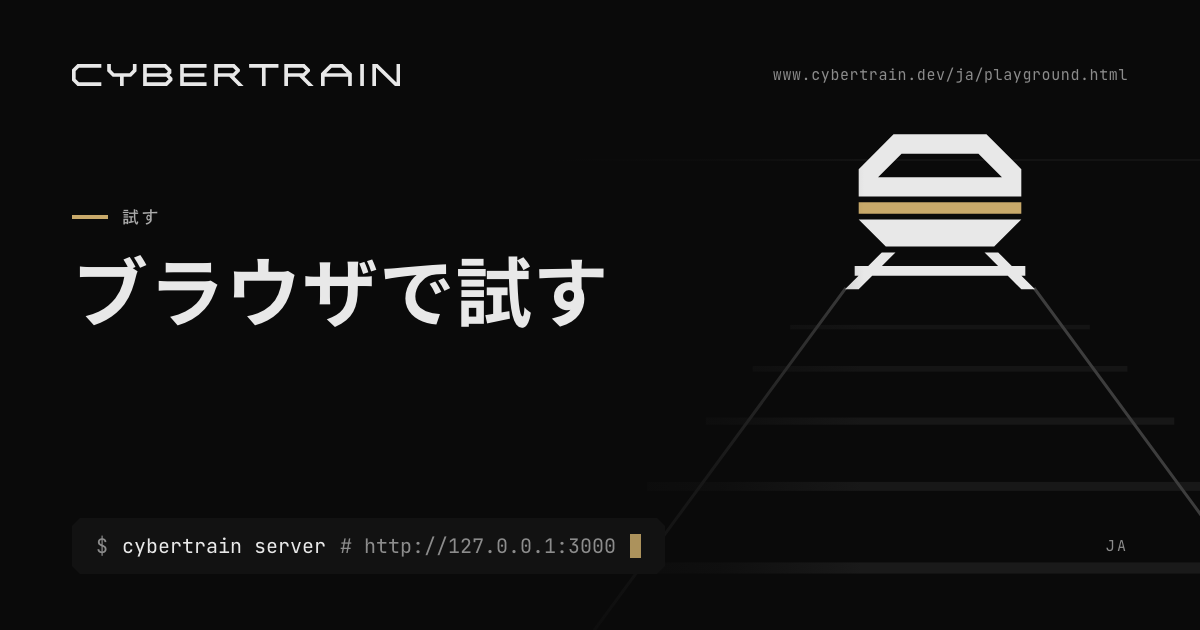 CYBERTRAIN
www.cybertrain.dev/ja/playground.html
試す
ブラウザで試す
$ cybertrain server # http://127.0.0.1:3000
JA